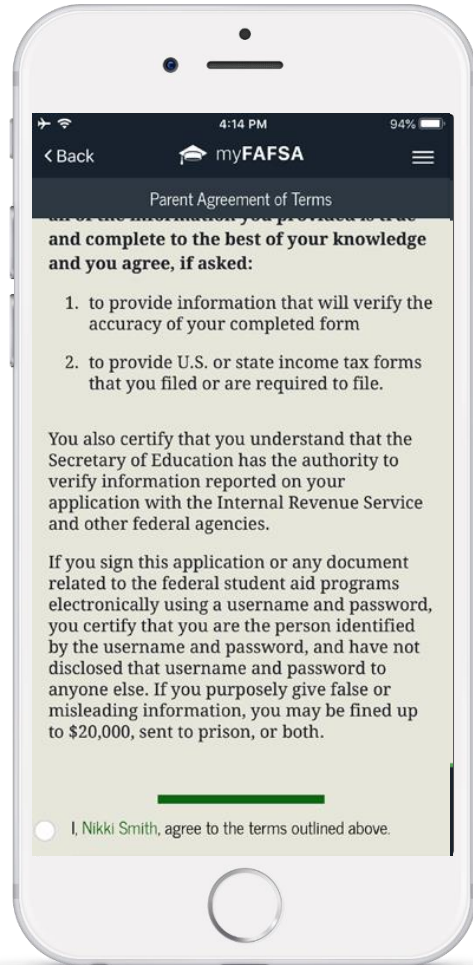 4:14 PM
94%
Back
myFAFSA
Parent Agreement of Terms
all of the information you provided is true
and complete to the best of your knowledge
and you agree, if asked:
1. to provide information that will verify the
accuracy of your completed form
2. to provide U.S. or state income tax forms
that you filed or are required to file.
You also certify that you understand that the
Secretary of Education has the authority to
verify information reported on your
application with the Internal Revenue Service
and other federal agencies.
If you sign this application or any document
related to the federal student aid programs
electronically using a username and password,
you certify that you are the person identified
by the username and password, and have not
disclosed that username and password to
anyone else. If you purposely give false or
misleading information, you may be fined up
to $20,000, sent to prison, or both.
I, Nikki Smith, agree to the terms outlined above.